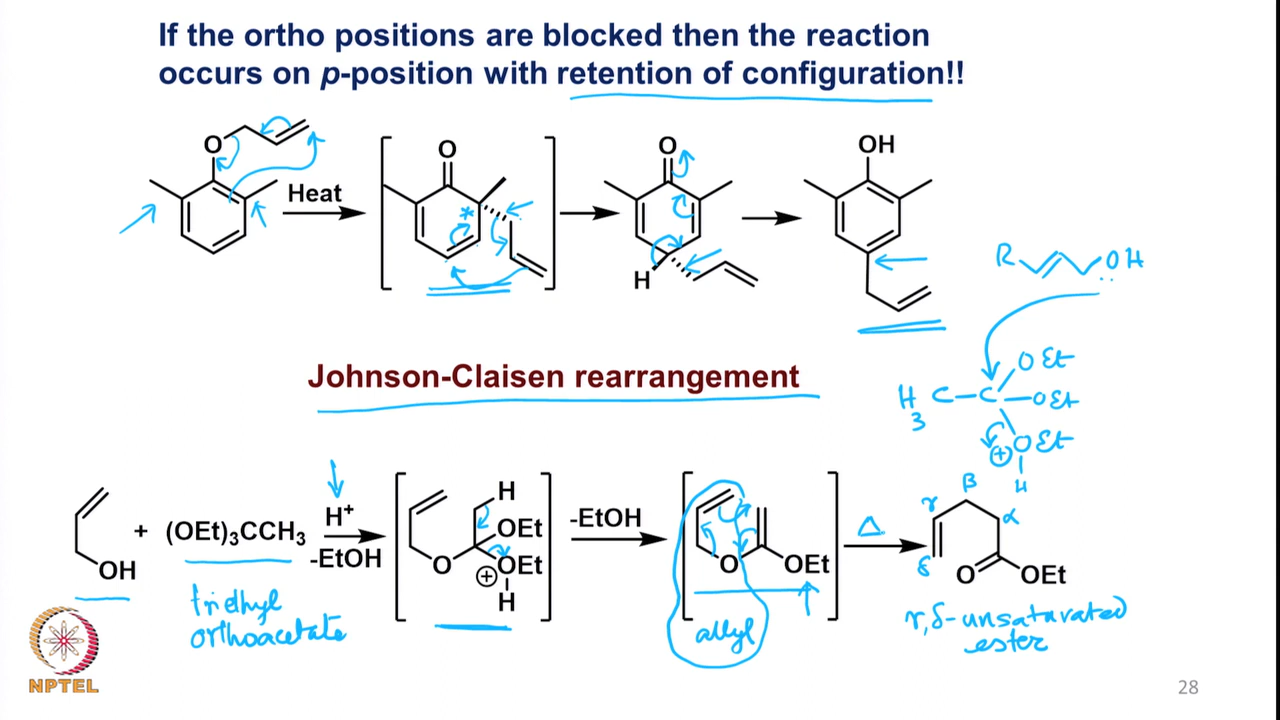 If the ortho positions are blocked then the reaction
occurs on p-position with retention of configuration!!
O
Heat
O
*
O
H
OH
R OH
Johnson-Claisen rearrangement
H3C-C-OEt
OEt
OEt
+
H
OH
+ (OEt)3CCH3
H+
-EtOH
triethyl
orthoacetate
H
OEt
O
OEt
+
H
-EtOH
O
OEt
allyl
Δ
β
γ
α
δ
O
OEt
γ,δ-unsaturated
ester
NPTEL
28